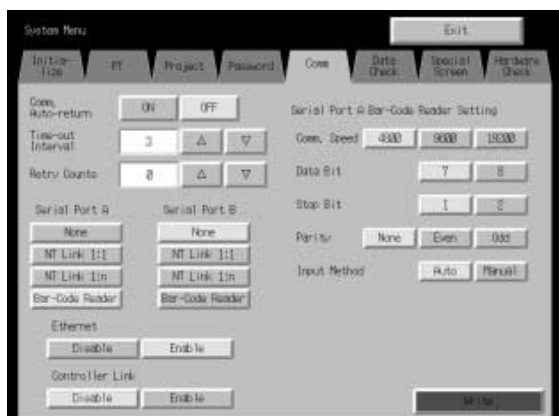 System Menu
Exit
Initia-
lize
PT
Project
Password
Comm
Data
Check
Special
Screen
Hardware
Check
Comm.
Auto-return
ON
OFF
Time-out
Interval
3
Retry Counts
0
Serial Port A
None
NT Link 1:1
NT Link 1:n
Bar-Code Reader
Serial Port B
None
NT Link 1:1
NT Link 1:n
Bar-Code Reader
Ethernet
Disable
Enable
Controller Link
Disable
Enable
Serial Port A Bar-Code Reader Setting
Comm. Speed
4800
9600
19200
Data Bit
7
8
Stop Bit
1
2
Parity
None
Even
Odd
Input Method
Auto
Manual
Write